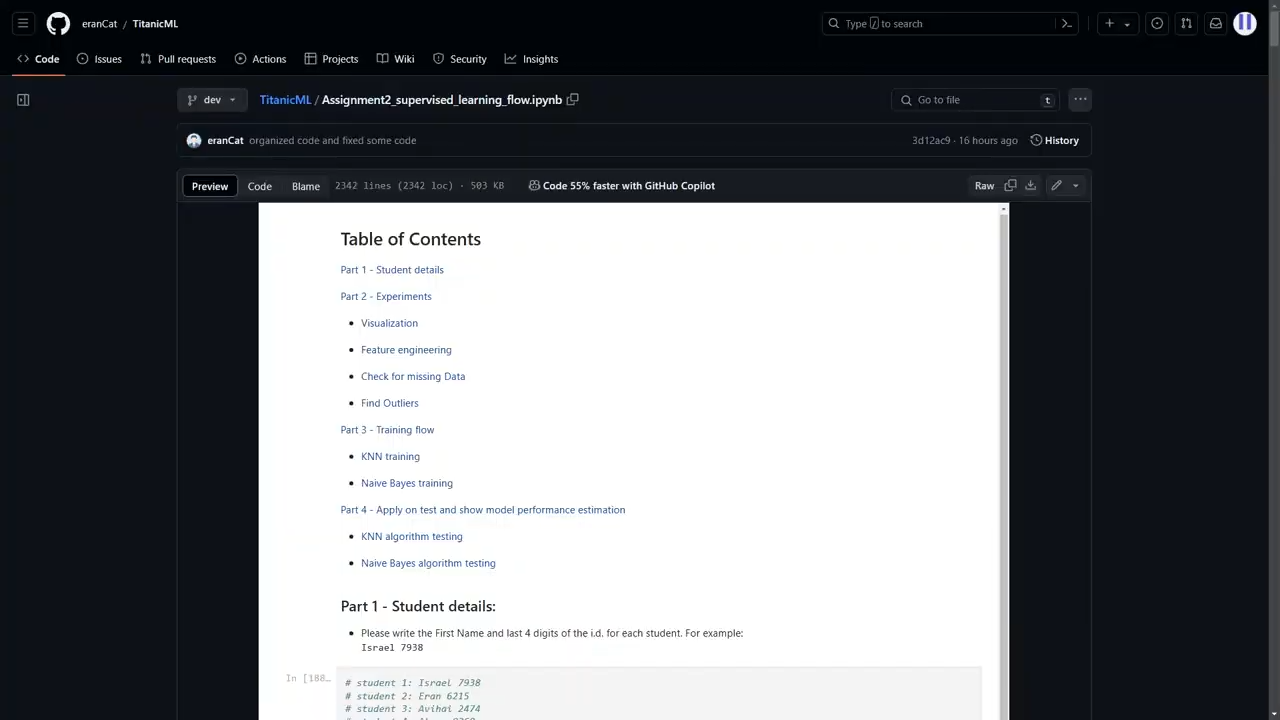 eranCat / TitanicML
Type / to search
Code
Issues
Pull requests
Actions
Projects
Wiki
Security
Insights
dev
TitanicML / Assignment2_supervised_learning_flow.ipynb
Go to file
t
eranCat organized code and fixed some code
3d12ac9 · 16 hours ago
History
Preview
Code
Blame
2342 lines (2342 loc) · 503 KB
Code 55% faster with GitHub Copilot
Raw
Table of Contents
Part 1 - Student details
Part 2 - Experiments
Visualization
Feature engineering
Check for missing Data
Find Outliers
Part 3 - Training flow
KNN training
Naive Bayes training
Part 4 - Apply on test and show model performance estimation
KNN algorithm testing
Naive Bayes algorithm testing
Part 1 - Student details:
Please write the First Name and last 4 digits of the i.d. for each student. For example:
Israel 7938
In [188...
# student 1: Israel 7938
# student 2: Eran 6215
# student 3: Avihai 2474